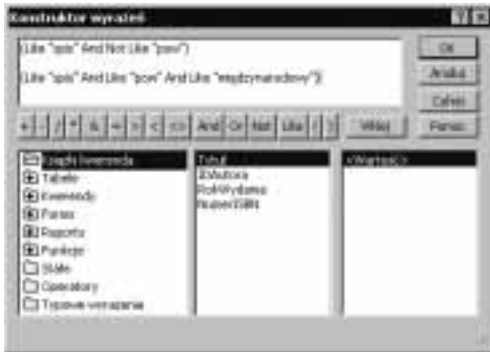 Konstruktor wyrażeń
(Like "spis" And Not Like "pow")
(Like "spis" And Like "pow" And Like "międzynarodowy")
OK
Anuluj
Cofnij
+ - / * & = > < <> And Or Not Like ( ) Wklej Pomoc
Książki kwerenda
Tabele
Kwerendy
Forms
Raporty
Funkcje
Stałe
Operatory
Typowe wyrażenia
Tytuł
IDAutora
RokWydania
NumerISBN
<Wartość>